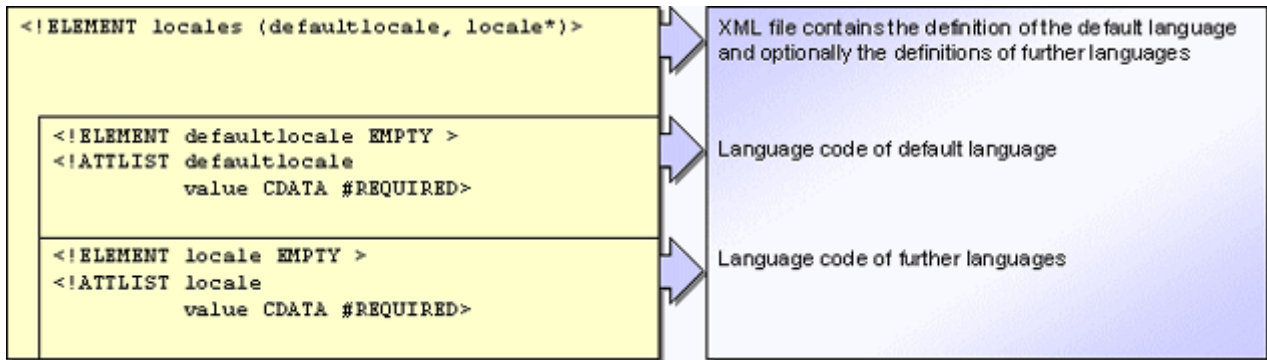 <!ELEMENT locales (defaultlocale, locale*)>
XML file contains the definition of the default language
and optionally the definitions of further languages
<!ELEMENT defaultlocale EMPTY >
<!ATTLIST defaultlocale
value CDATA #REQUIRED>
Language code of default language
<!ELEMENT locale EMPTY >
<!ATTLIST locale
value CDATA #REQUIRED>
Language code of further languages